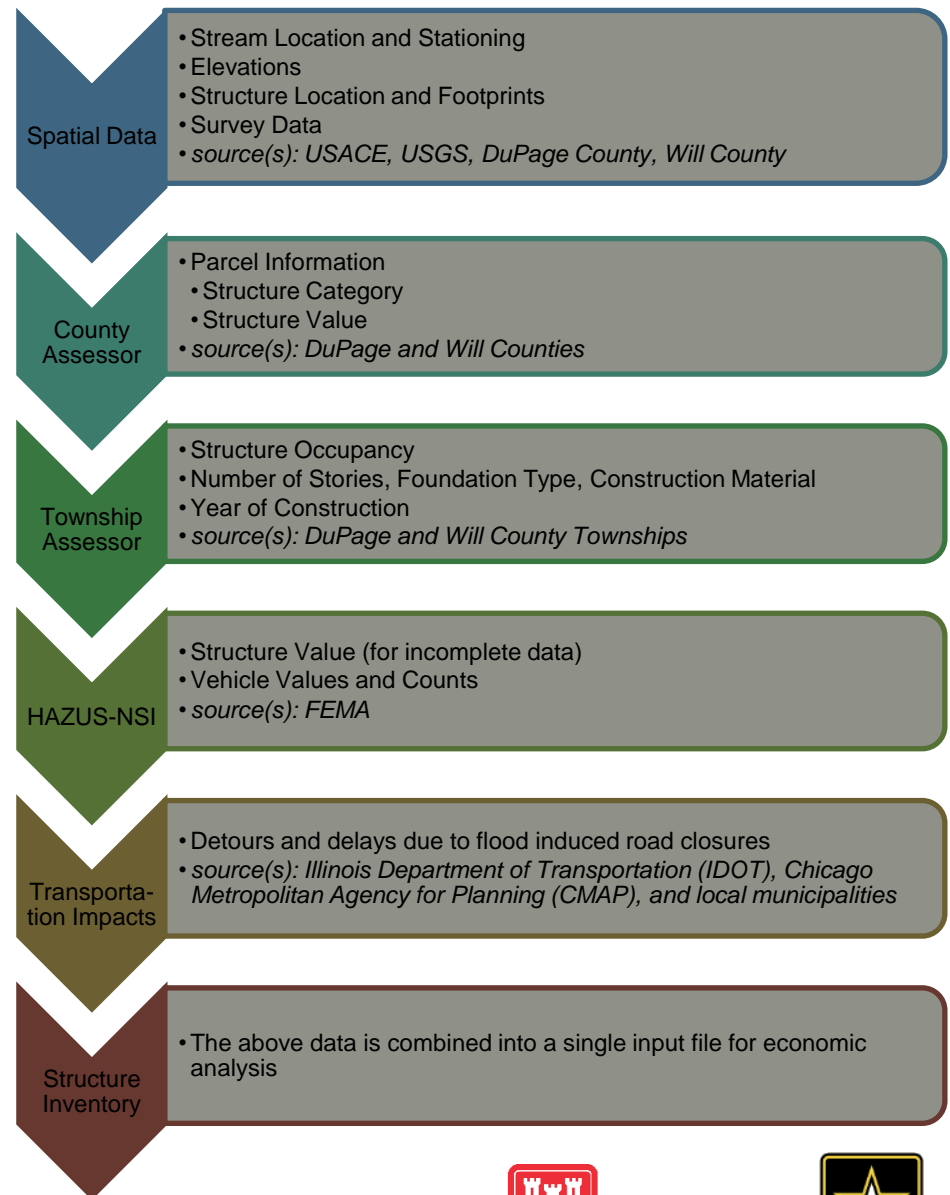 Spatial Data
• Stream Location and Stationing
• Elevations
• Structure Location and Footprints
• Survey Data
• source(s): USACE, USGS, DuPage County, Will County
County
Assessor
• Parcel Information
• Structure Category
• Structure Value
• source(s): DuPage and Will Counties
Township
Assessor
• Structure Occupancy
• Number of Stories, Foundation Type, Construction Material
• Year of Construction
• source(s): DuPage and Will County Townships
HAZUS-NSI
• Structure Value (for incomplete data)
• Vehicle Values and Counts
• source(s): FEMA
Transporta-
tion Impacts
• Detours and delays due to flood induced road closures
• source(s): Illinois Department of Transportation (IDOT), Chicago
Metropolitan Agency for Planning (CMAP), and local municipalities
Structure
Inventory
• The above data is combined into a single input file for economic
analysis